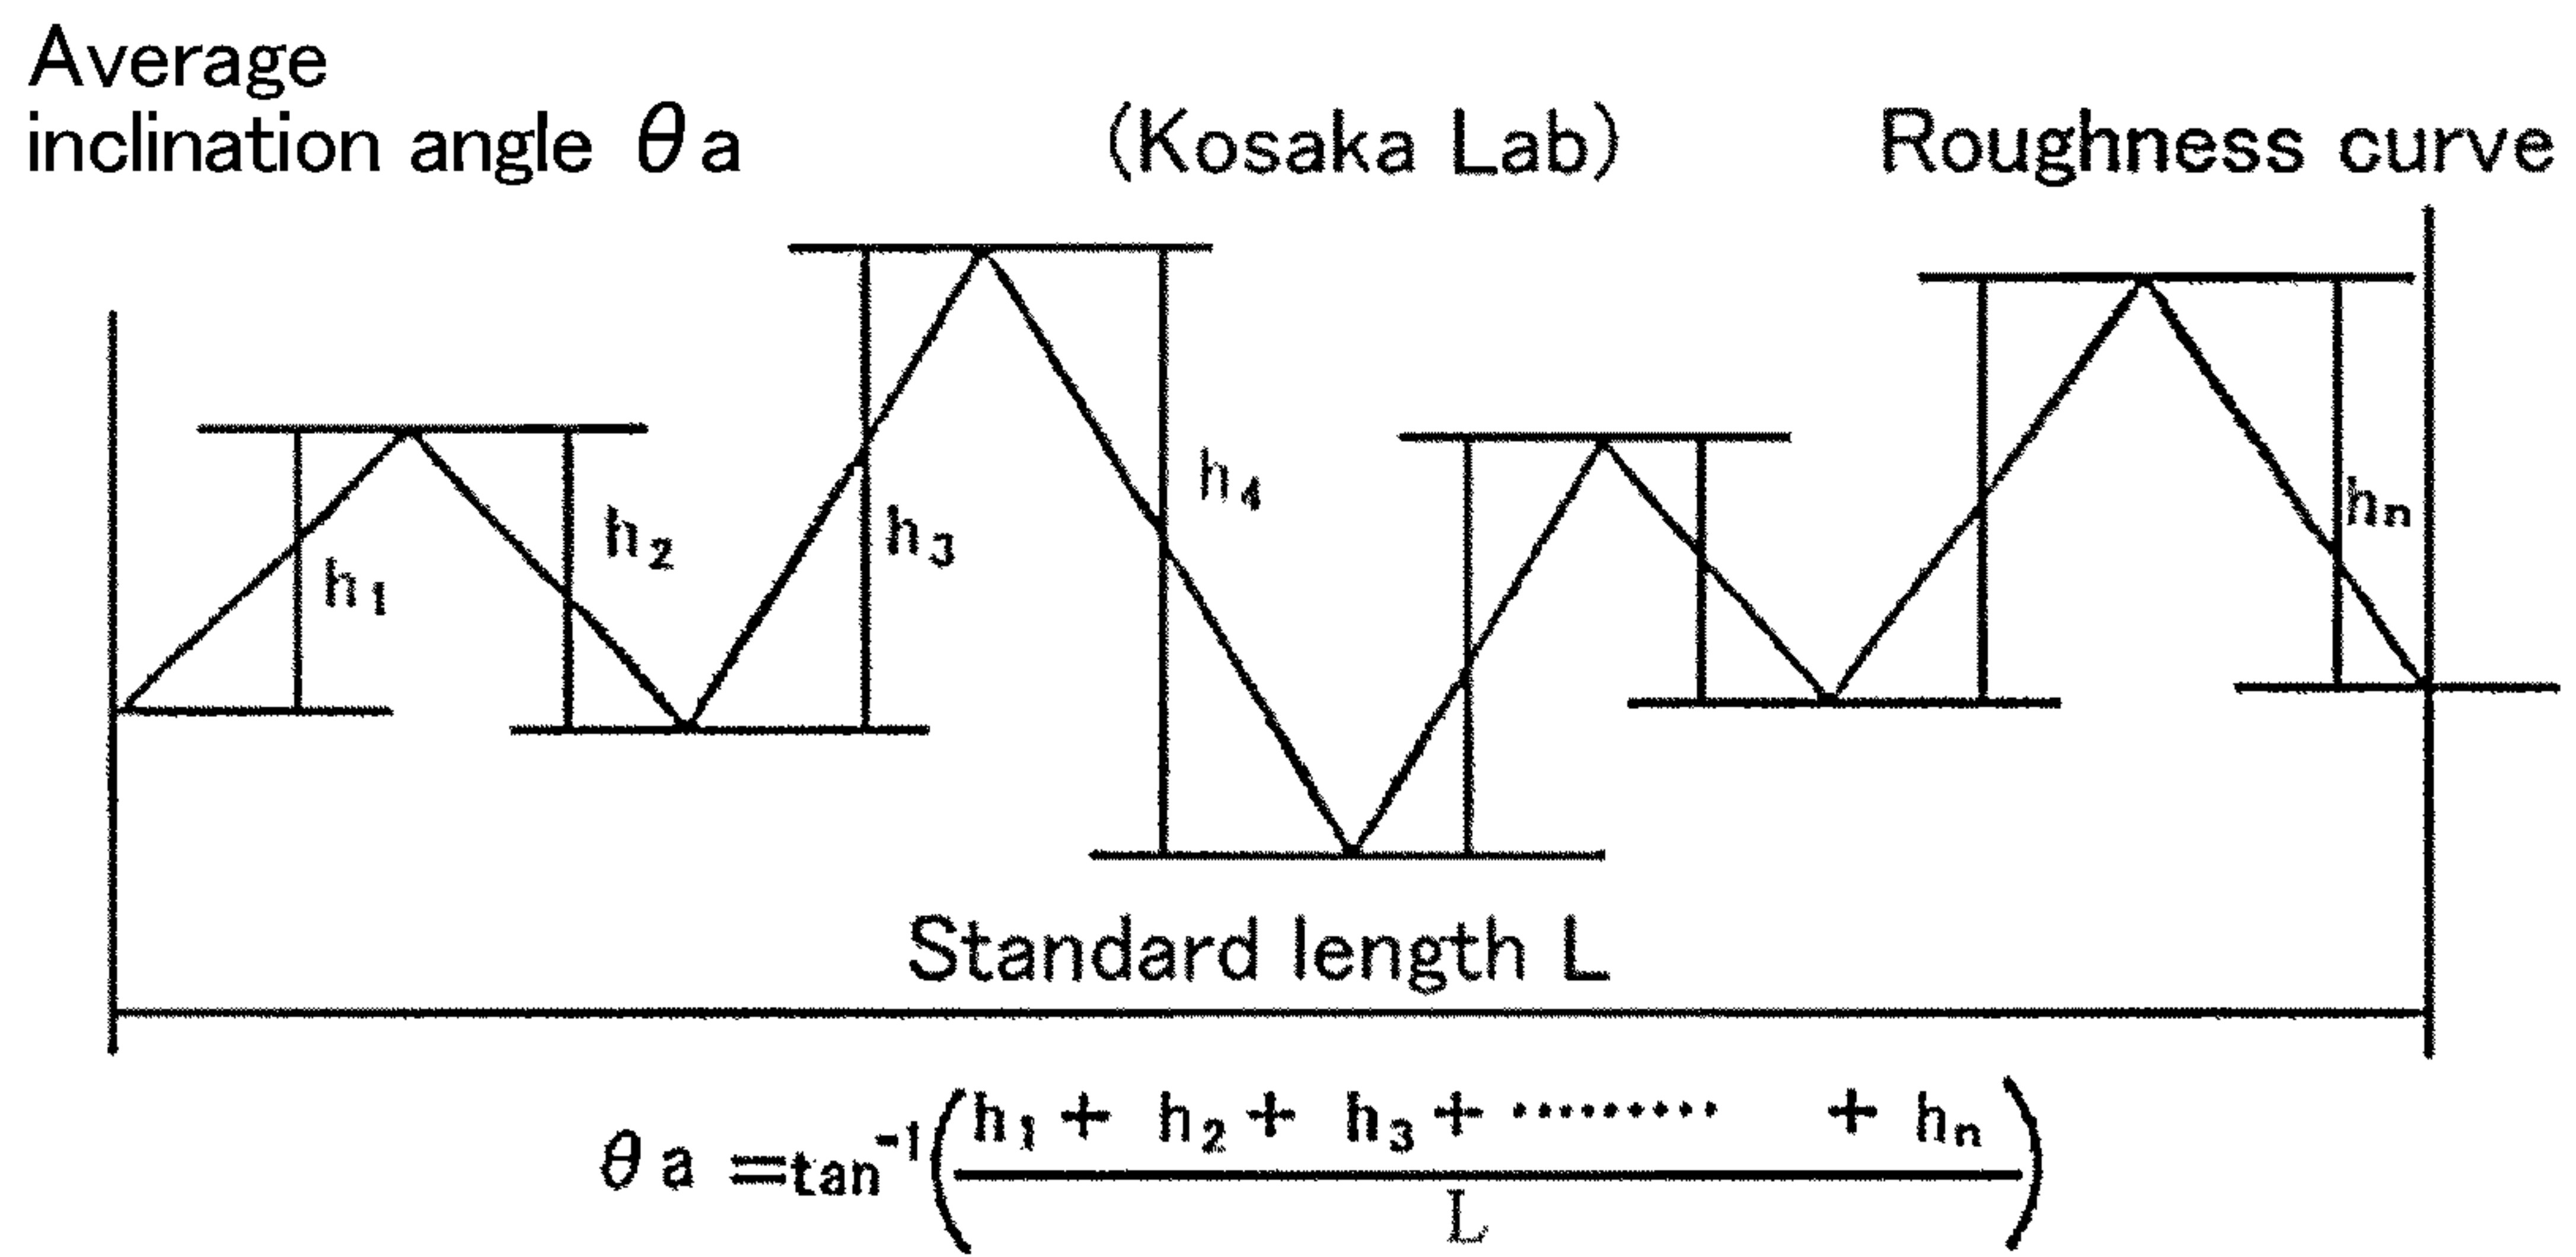 Average
inclination angle θa (Kosaka Lab) Roughness curve
h₁
h₂
h₃
h₄
hₙ
Standard length L
θa = tan⁻¹(h₁ + h₂ + h₃ + ········· + hₙ
L)